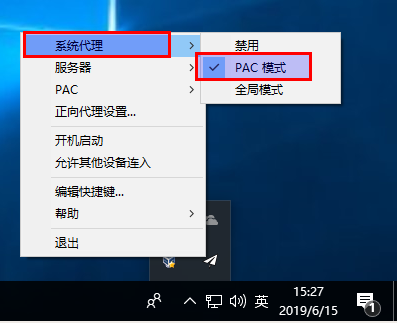 系统代理
服务器
PAC
正向代理设置...
开机启动
允许其他设备连入
编辑快捷键...
帮助
退出
禁用
PAC 模式
全局模式
英
15:27
2019/6/15
1